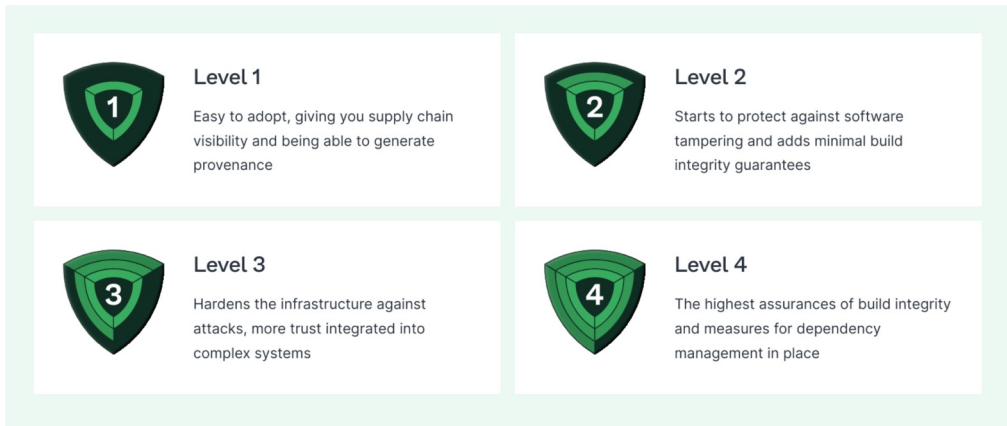 1
Level 1
Easy to adopt, giving you supply chain
visibility and being able to generate
provenance
2
Level 2
Starts to protect against software
tampering and adds minimal build
integrity guarantees
3
Level 3
Hardens the infrastructure against
attacks, more trust integrated into
complex systems
4
Level 4
The highest assurances of build integrity
and measures for dependency
management in place